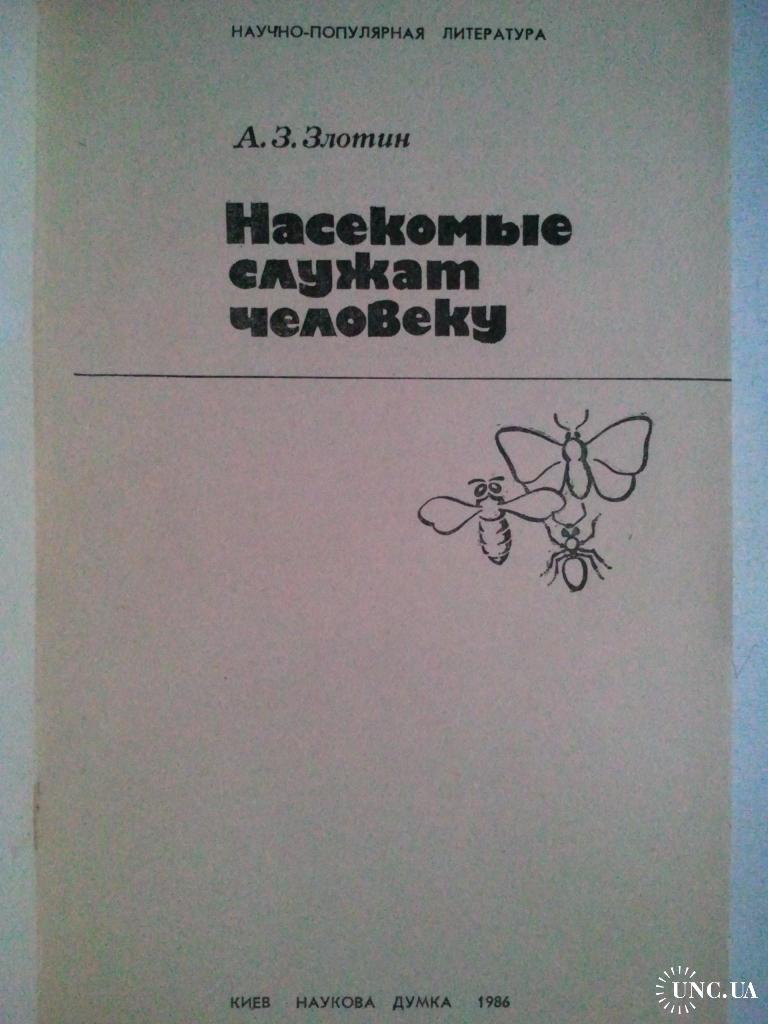 НАУЧНО-ПОПУЛЯРНАЯ ЛИТЕРАТУРА
А. З. Злотин
Насекомые
служат
человеку
КИЕВ НАУКОВА ДУМКА 1986
UNC.UA